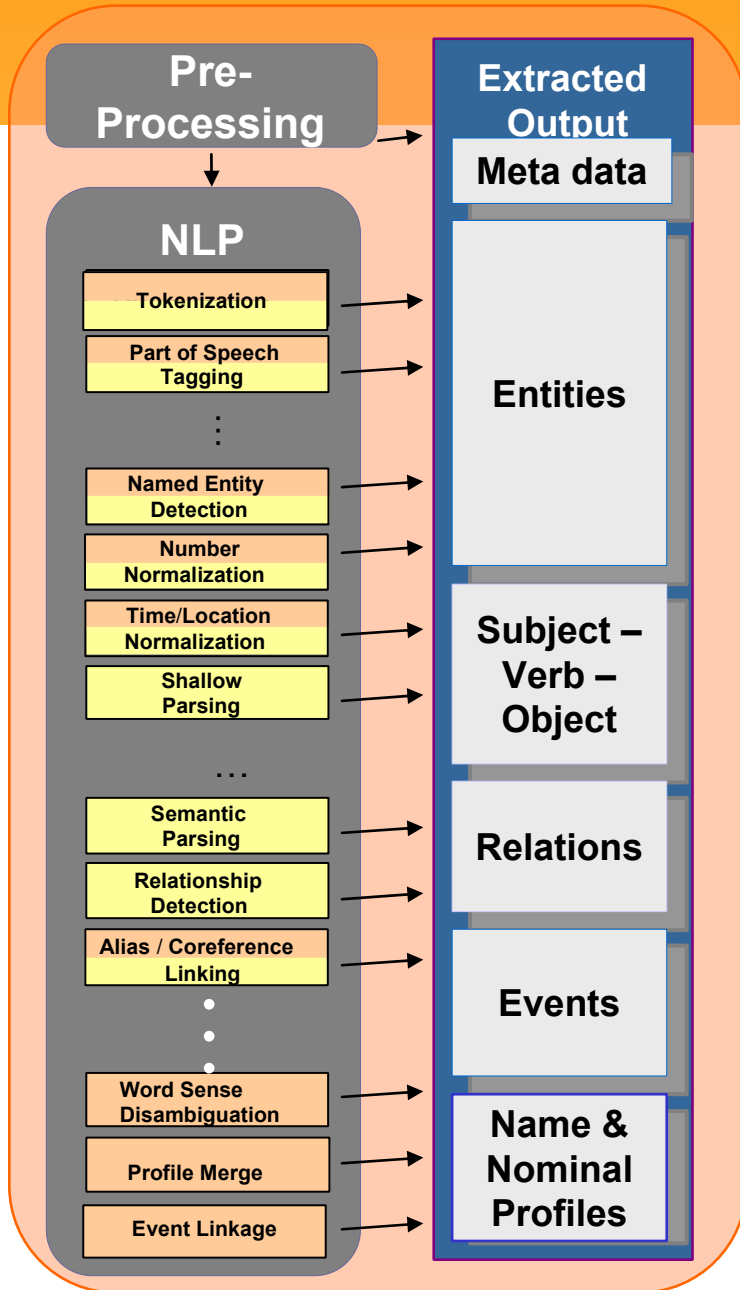 Pre-
Processing
NLP
Tokenization
Part of Speech
Tagging
...
Named Entity
Detection
Number
Normalization
Time/Location
Normalization
Shallow
Parsing
...
Semantic
Parsing
Relationship
Detection
Alias / Coreference
Linking
Word Sense
Disambiguation
Profile Merge
Event Linkage
Extracted
Output
Meta data
Entities
Subject –
Verb –
Object
Relations
Events
Name &
Nominal
Profiles